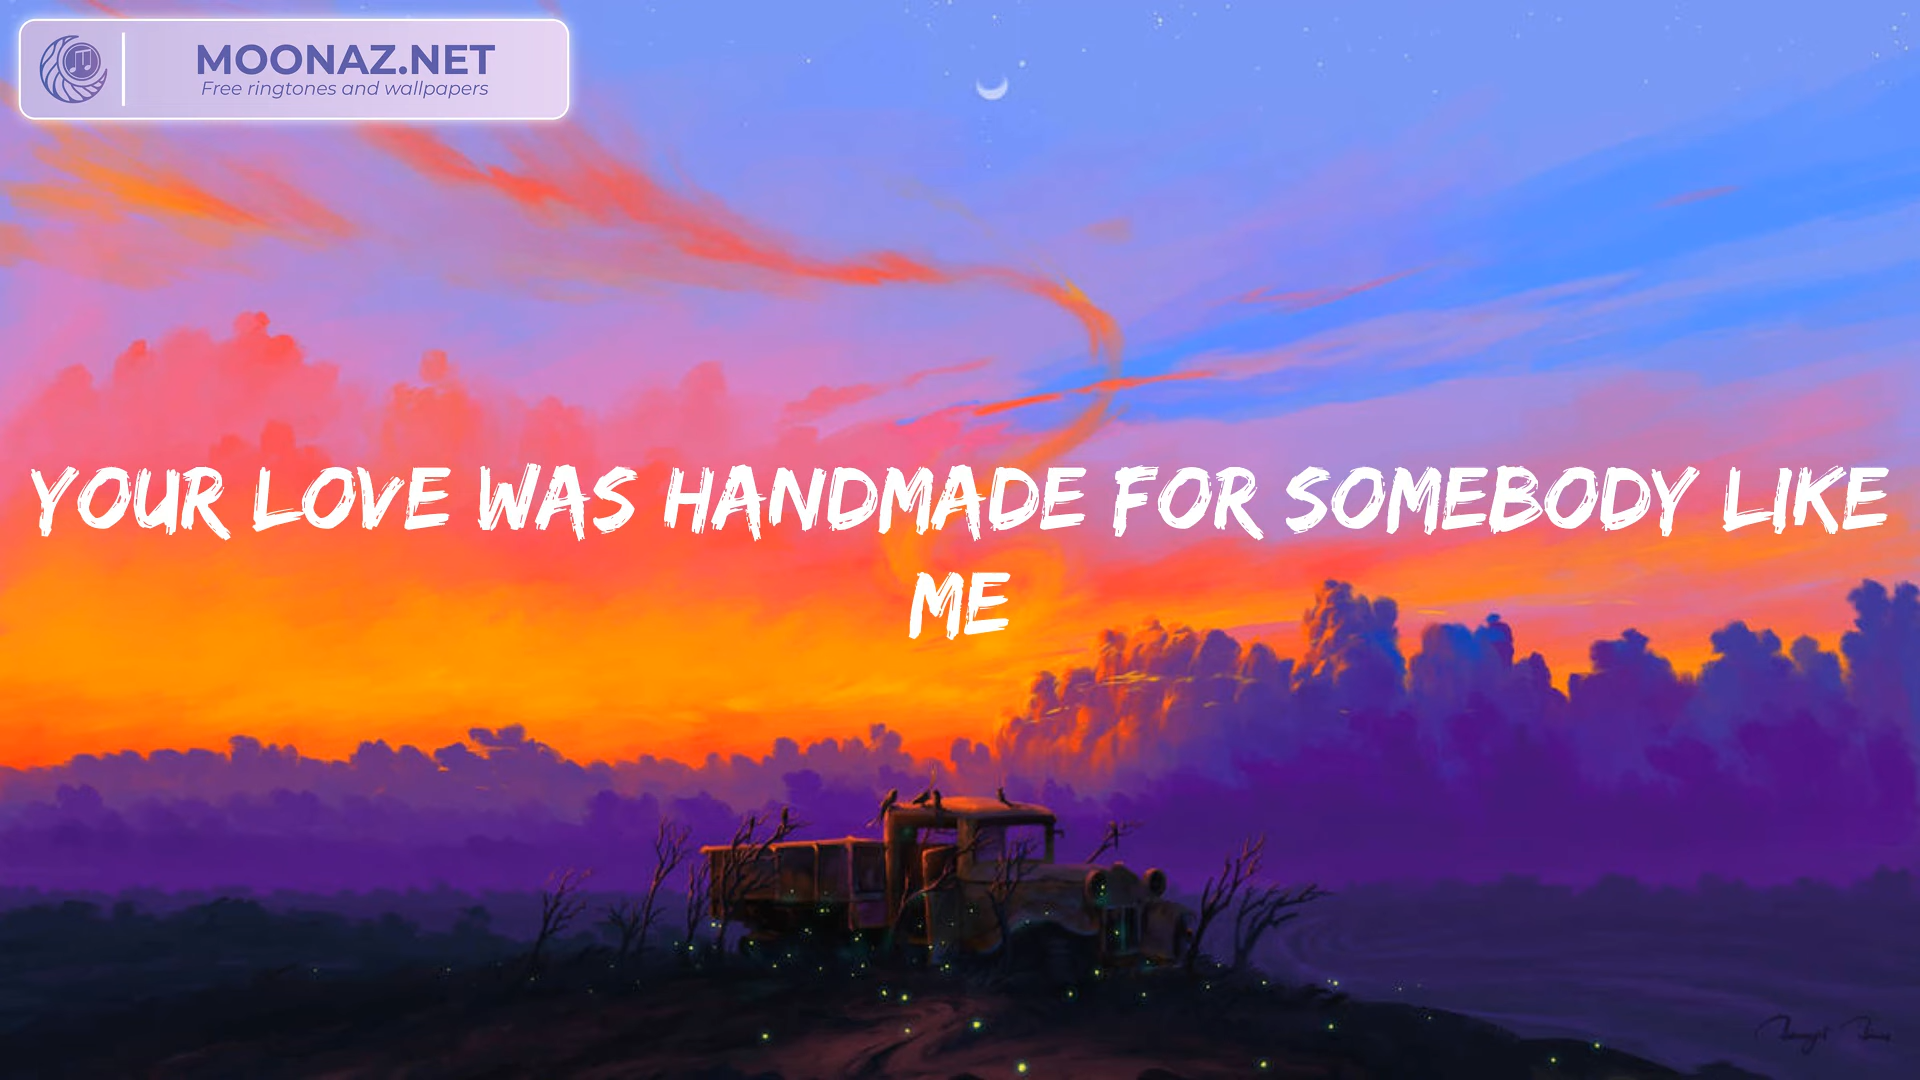 MOONAZ.NET
Free ringtones and wallpapers
YOUR LOVE WAS HANDMADE FOR SOMEBODY LIKE
ME